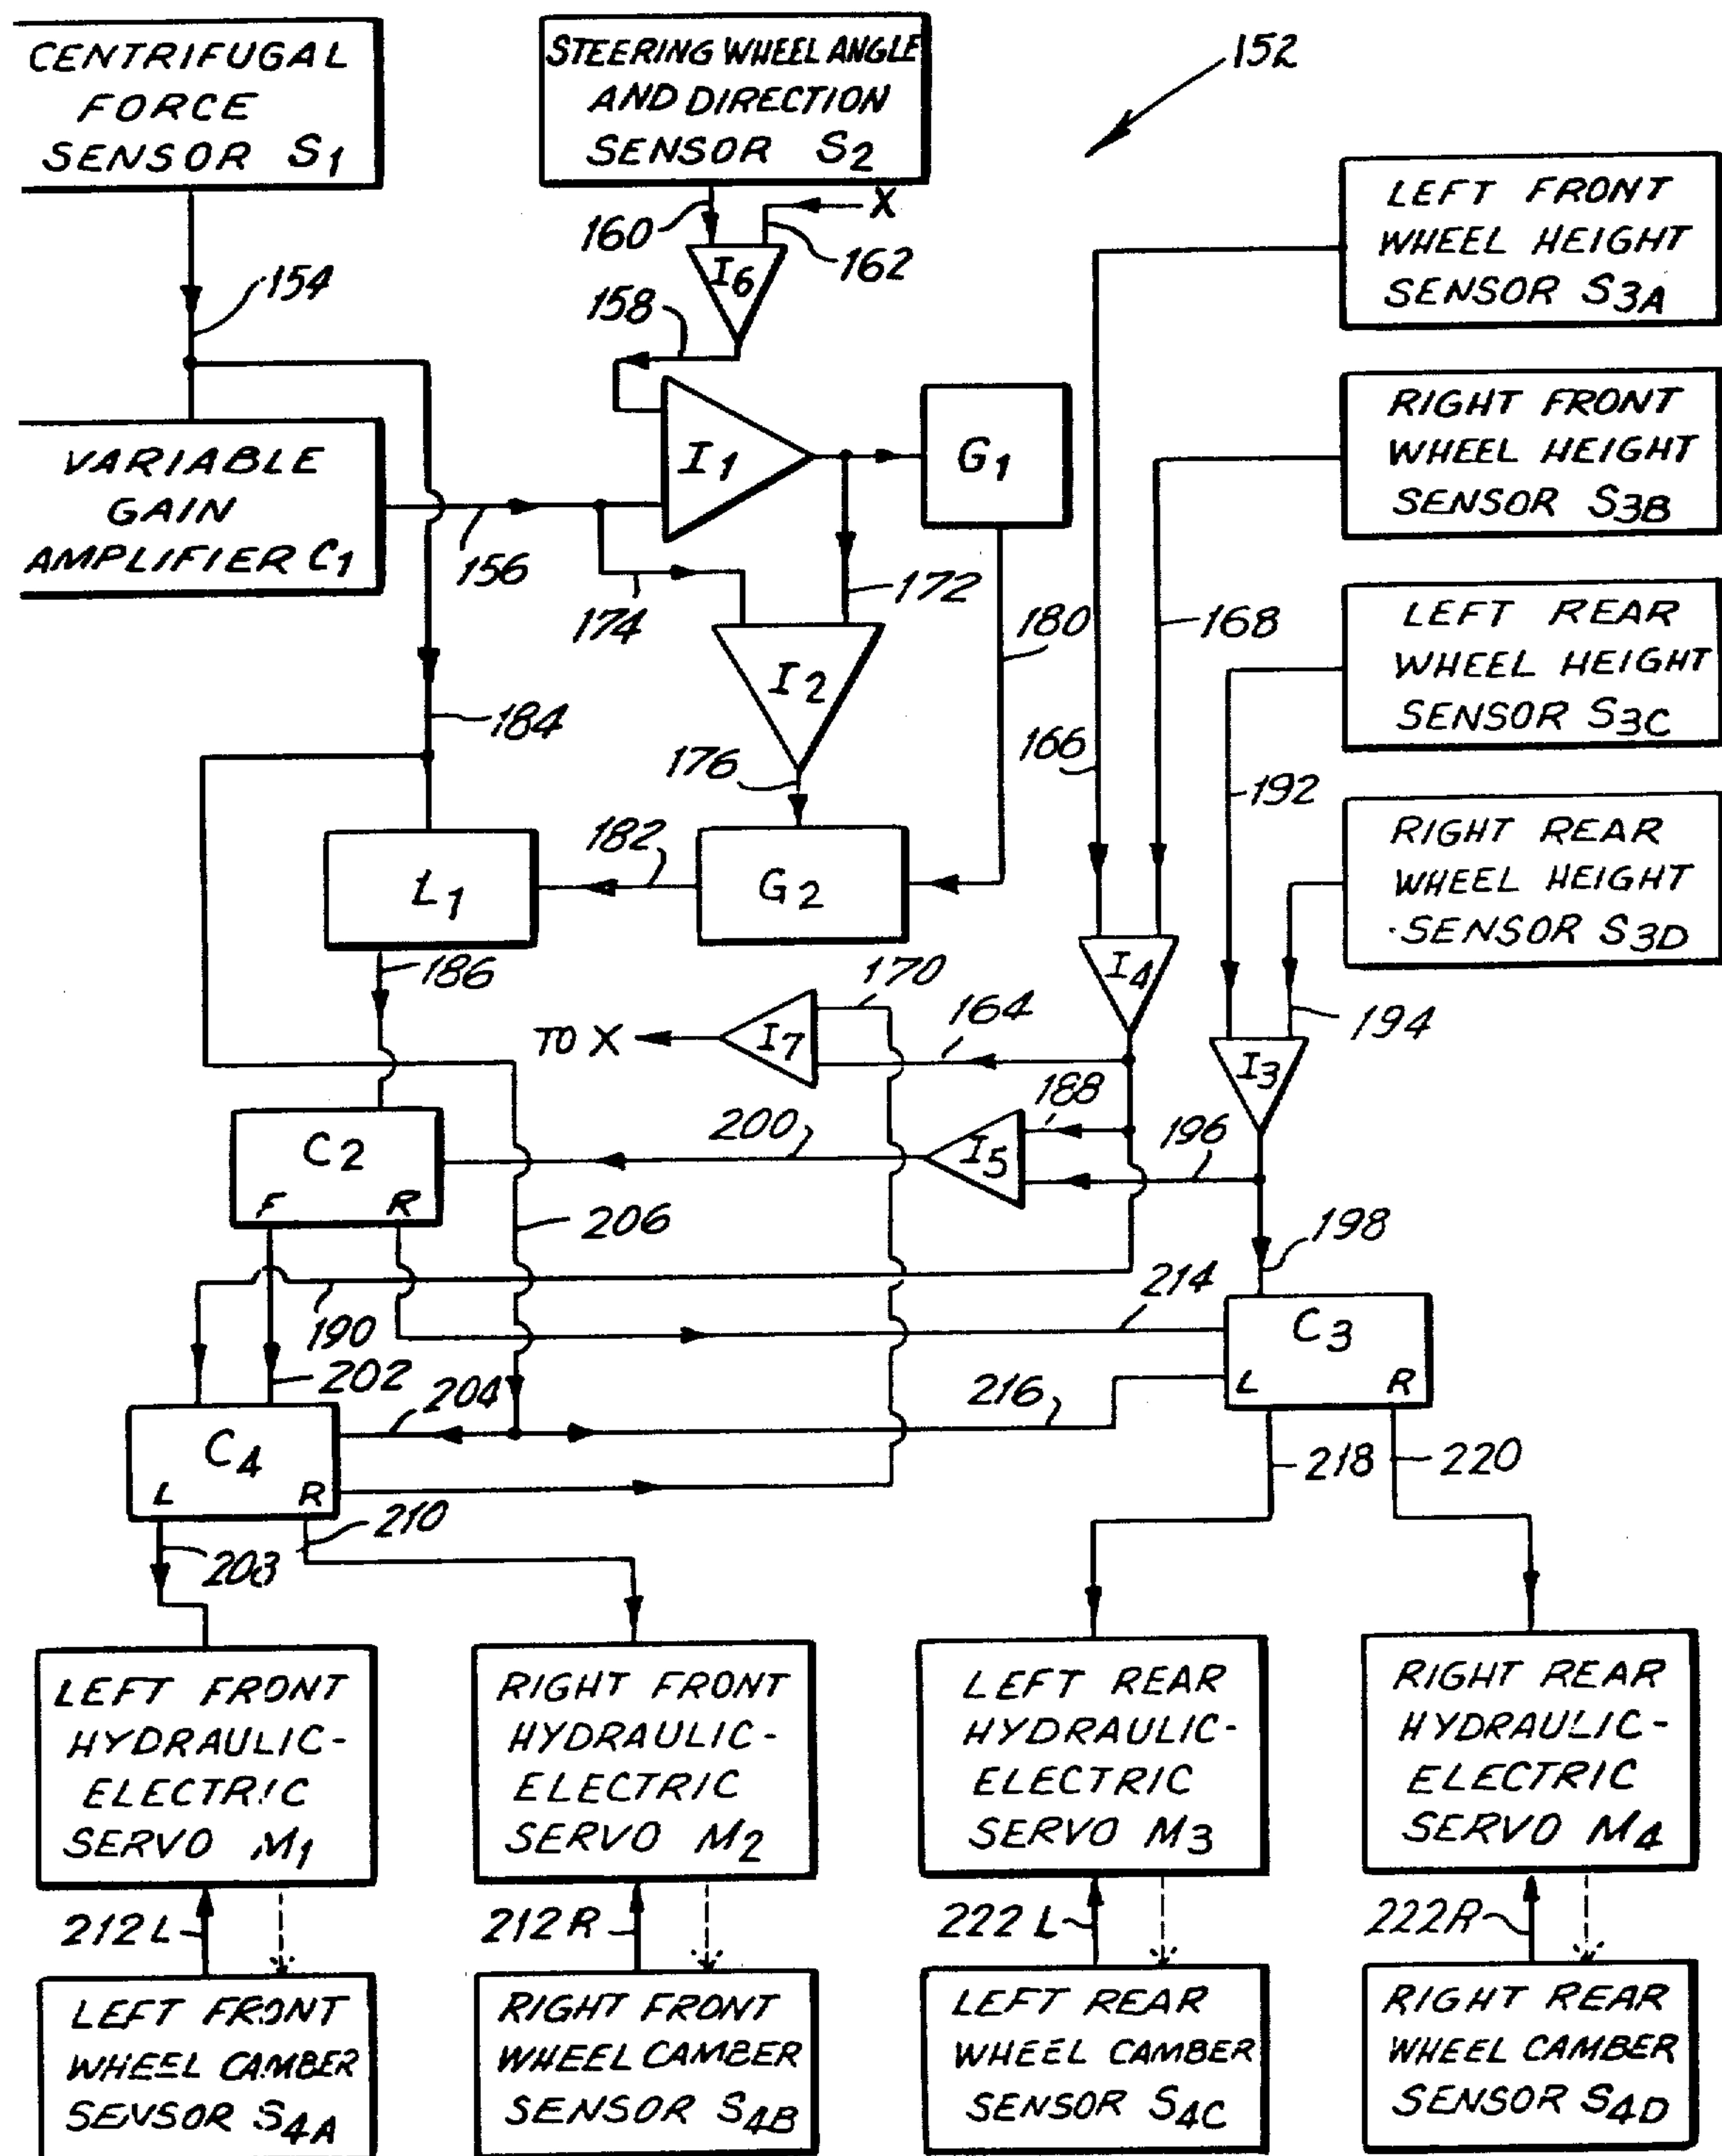 CENTRIFUGAL
FORCE
SENSOR S1
STEERING WHEEL ANGLE
AND DIRECTION
SENSOR S2
152
LEFT FRONT
WHEEL HEIGHT
SENSOR S3A
160
X
162
I6
154
158
RIGHT FRONT
WHEEL HEIGHT
SENSOR S3B
VARIABLE
GAIN
AMPLIFIER C1
I1
G1
156
174
172
180
168
LEFT REAR
WHEEL HEIGHT
SENSOR S3C
I2
184
166
176
192
RIGHT REAR
WHEEL HEIGHT
SENSOR S3D
182
L1
G2
186
170
I4
164
194
TO X
I7
I3
188
200
196
C2
F R
I5
206
198
190
214
C3
L R
202
204
216
C4
L R
218
220
210
208
LEFT FRONT
HYDRAULIC-
ELECTRIC
SERVO M1
RIGHT FRONT
HYDRAULIC-
ELECTRIC
SERVO M2
LEFT REAR
HYDRAULIC-
ELECTRIC
SERVO M3
RIGHT REAR
HYDRAULIC-
ELECTRIC
SERVO M4
212L
212R
222L
222R
LEFT FRONT
WHEEL CAMBER
SENSOR S4A
RIGHT FRONT
WHEEL CAMBER
SENSOR S4B
LEFT REAR
WHEEL CAMBER
SENSOR S4C
RIGHT REAR
WHEEL CAMBER
SENSOR S4D